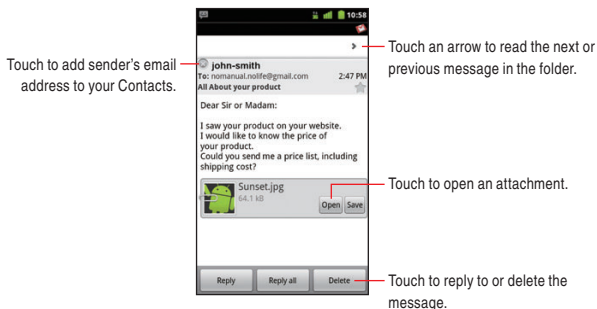 10:58
Touch to add sender's email
address to your Contacts.
john-smith
To: nomanual.nolife@gmail.com 2:47 PM
All About your product
Dear Sir or Madam:
I saw your product on your website.
I would like to know the price of
your product.
Could you send me a price list, including
shipping cost?
Sunset.jpg
64.1 kB
Open Save
Reply Reply all Delete
Touch an arrow to read the next or
previous message in the folder.
Touch to open an attachment.
Touch to reply to or delete the
message.